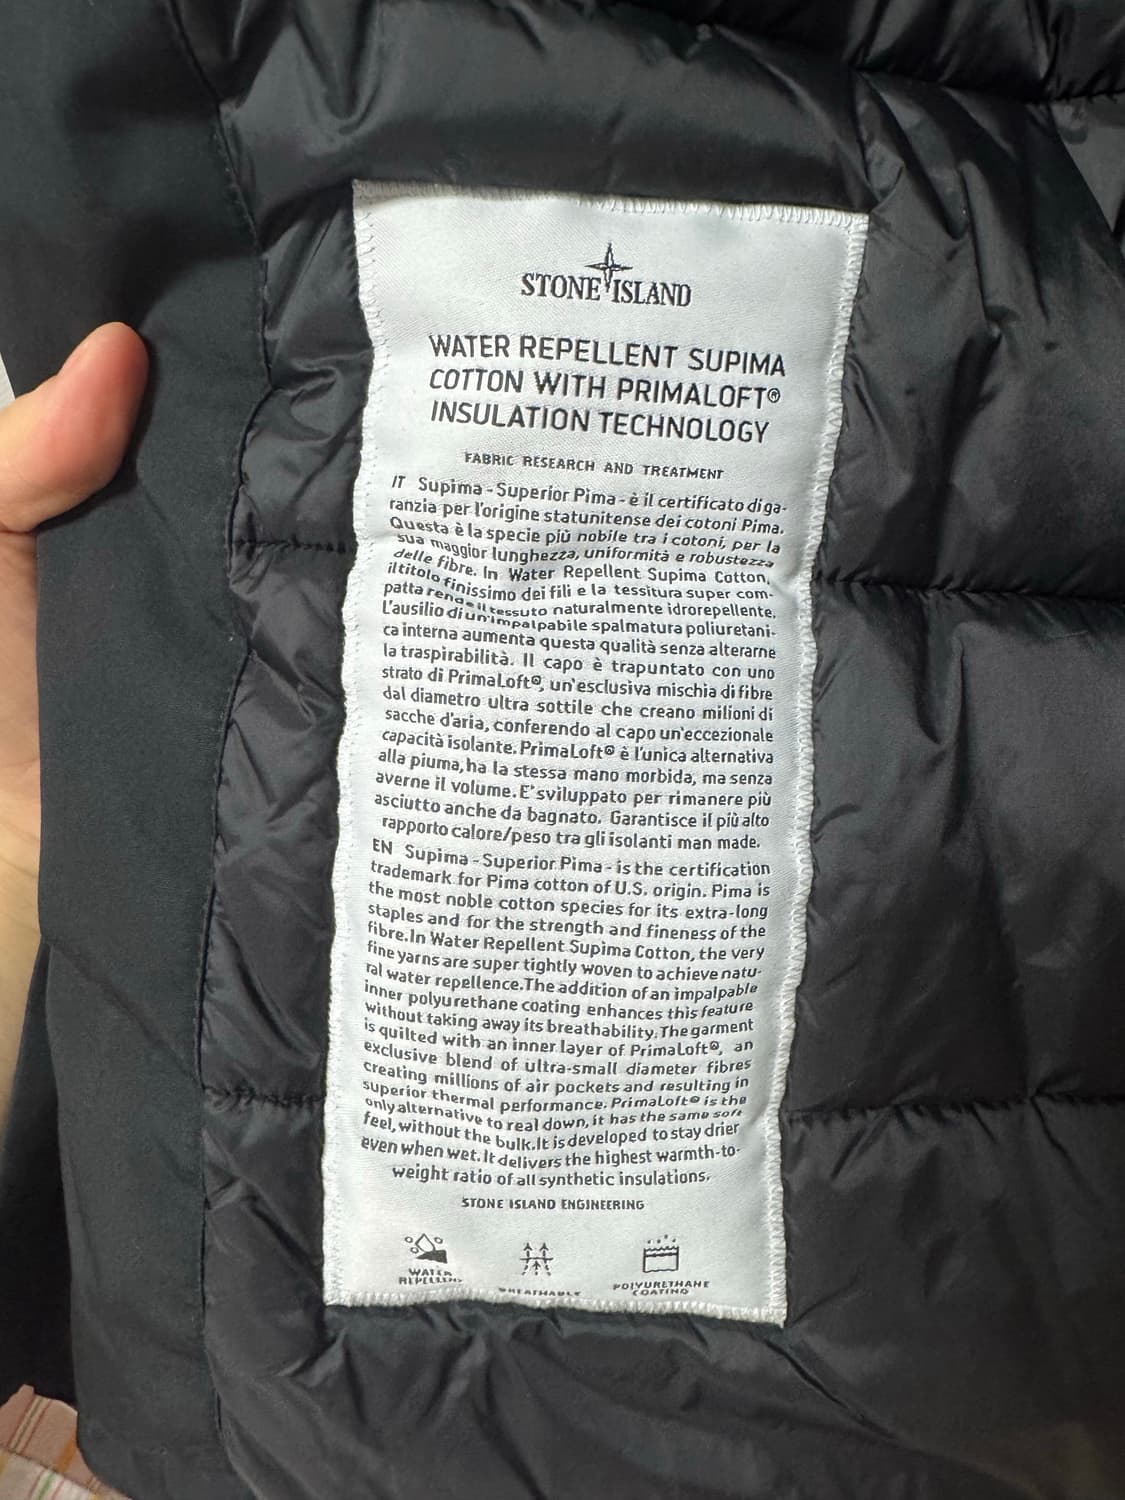 STONE ISLAND
WATER REPELLENT SUPIMA
COTTON WITH PRIMALOFT®
INSULATION TECHNOLOGY
FABRIC RESEARCH AND TREATMENT
IT Supima - Superior Pima - è il certificato di ga-
ranzia per l'origine statunitense dei cotoni Pima.
Questa è la specie più nobile tra i cotoni, per la
sua maggior lunghezza, uniformità e robustezza
delle fibre. In Water Repellent Supima Cotton,
il titolo finissimo dei fili e la tessitura super com-
patta rende il tessuto naturalmente idrorepellente.
L'ausilio di un'impalpabile spalmatura poliuretani-
ca interna aumenta questa qualità senza alterarne
la traspirabilità. Il capo è trapuntato con uno
strato di PrimaLoft®, un'esclusiva mischia di fibre
dal diametro ultra sottile che creano milioni di
sacche d'aria, conferendo al capo un'eccezionale
capacità isolante. PrimaLoft® è l'unica alternativa
alla piuma, ha la stessa mano morbida, ma senza
averne il volume. E' sviluppato per rimanere più
asciutto anche da bagnato. Garantisce il più alto
rapporto calore/peso tra gli isolanti man made.
EN Supima - Superior Pima - is the certification
trademark for Pima cotton of U.S. origin. Pima is
the most noble cotton species for its extra-long
staples and for the strength and fineness of the
fibre. In Water Repellent Supima Cotton, the very
fine yarns are super tightly woven to achieve natu-
ral water repellence. The addition of an impalpable
inner polyurethane coating enhances this feature
without taking away its breathability. The garment
is quilted with an inner layer of PrimaLoft®, an
exclusive blend of ultra-small diameter fibres
creating millions of air pockets and resulting in
superior thermal performance. PrimaLoft® is the
only alternative to real down, it has the same soft
feel, without the bulk. It is developed to stay drier
even when wet. It delivers the highest warmth-to-
weight ratio of all synthetic insulations.
STONE ISLAND ENGINEERING
WATER
REPELLENT
BREATHABLE
POLYURETHANE
COATING